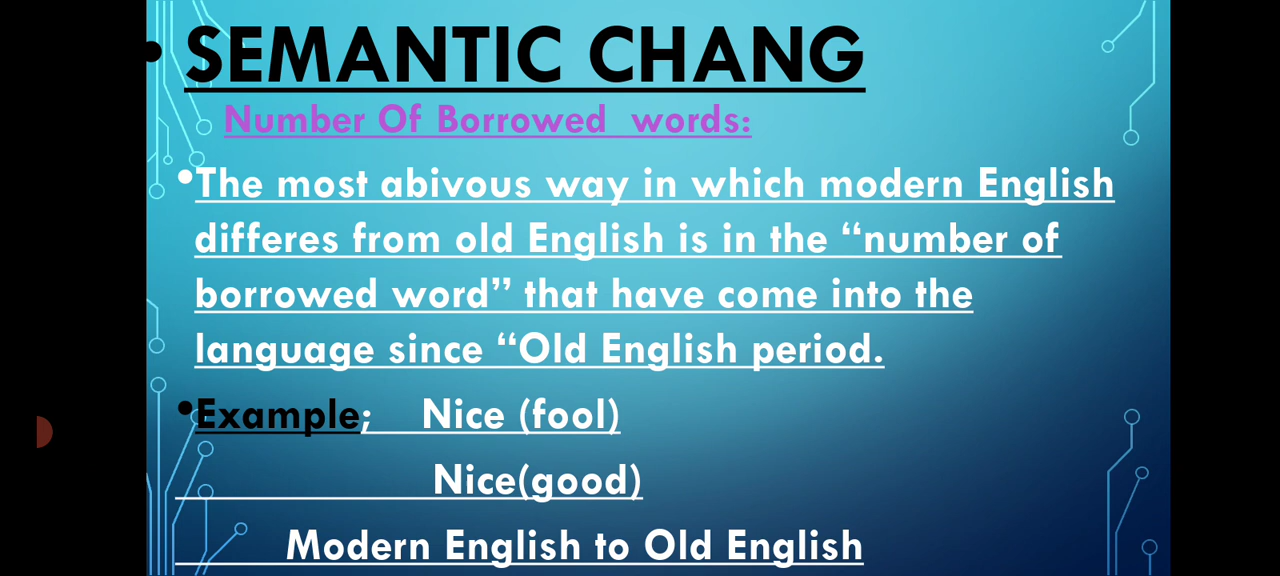 • SEMANTIC CHANG
Number Of Borrowed words:
•The most abivous way in which modern English
differes from old English is in the “number of
borrowed word” that have come into the
language since “Old English period.
•Example; Nice (fool)
Nice(good)
Modern English to Old English